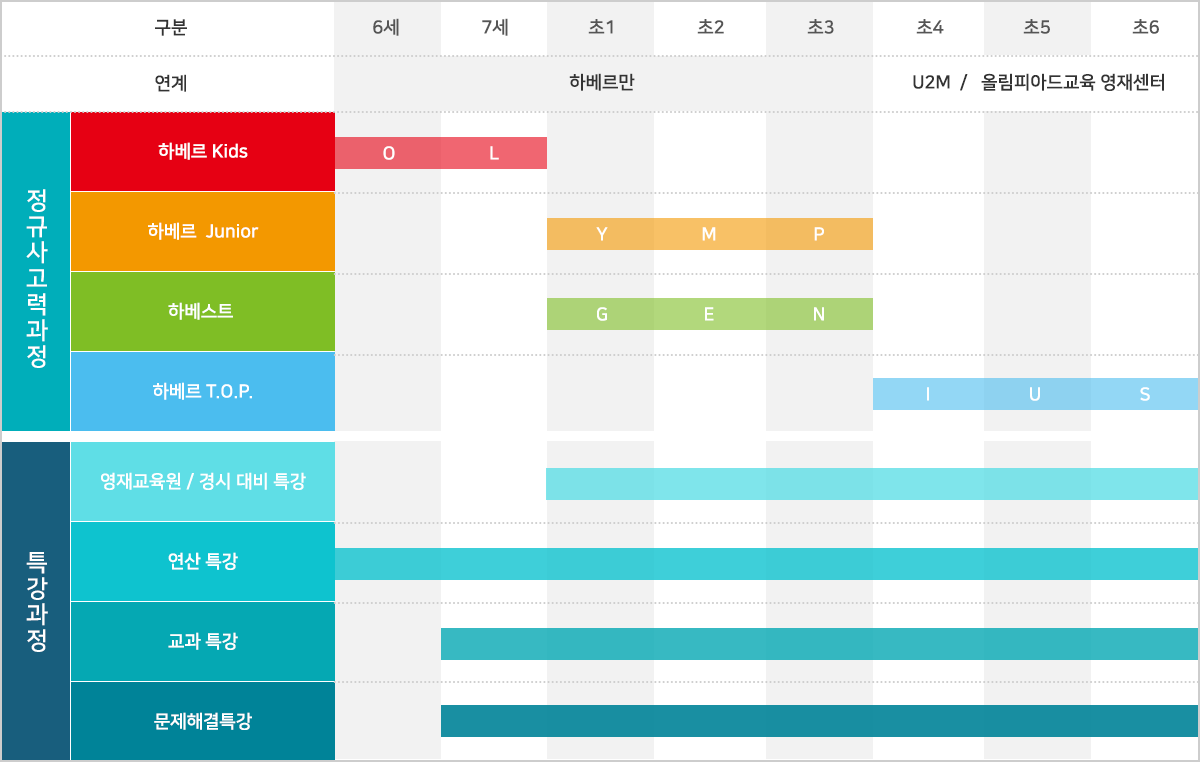 구분 6세 7세 초1 초2 초3 초4 초5 초6
연계 하베르만 U2M / 올림피아드교육 영재센터
정규사고력과정
하베르 Kids O L
하베르 Junior Y M P
하베스트 G E N
하베르 T.O.P. I U S
특강과정
영재교육원 / 경시 대비 특강
연산 특강
교과 특강
문제해결특강